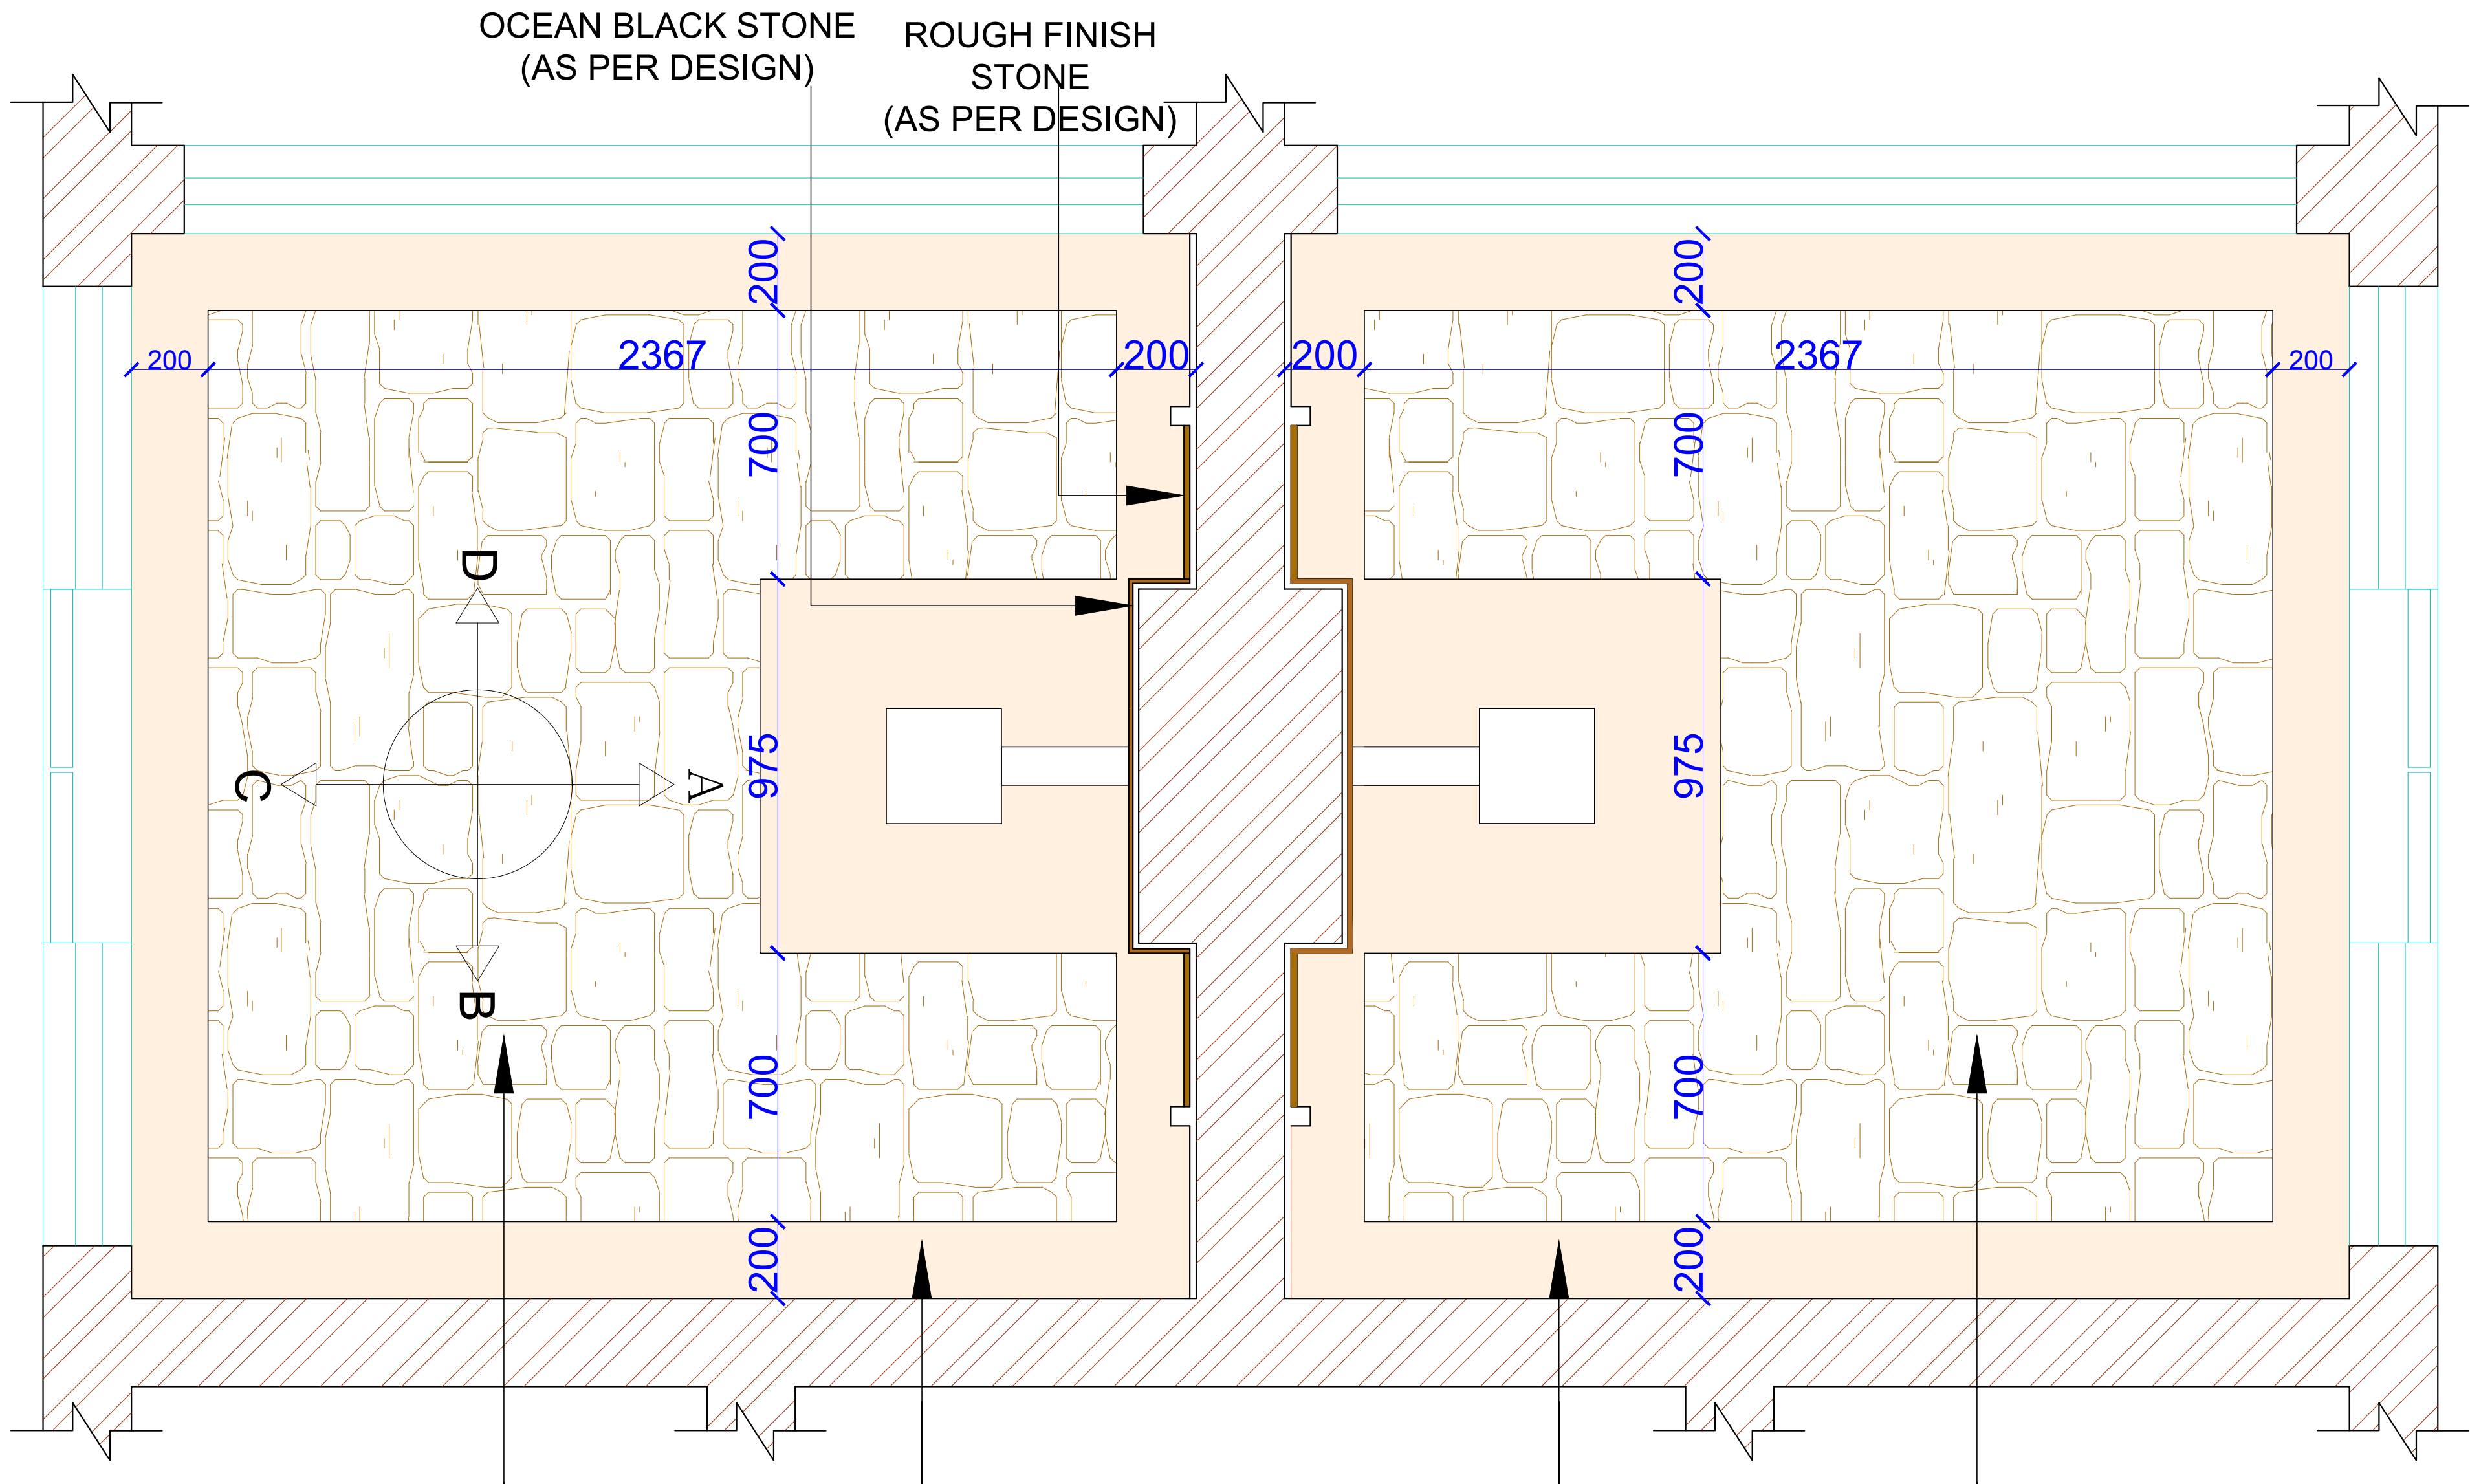 OCEAN BLACK STONE
(AS PER DESIGN)
ROUGH FINISH
STONE
(AS PER DESIGN)
200
200
200
2367
200
200
2367
200
700
700
D
C
A
975
975
B
700
700
200
200